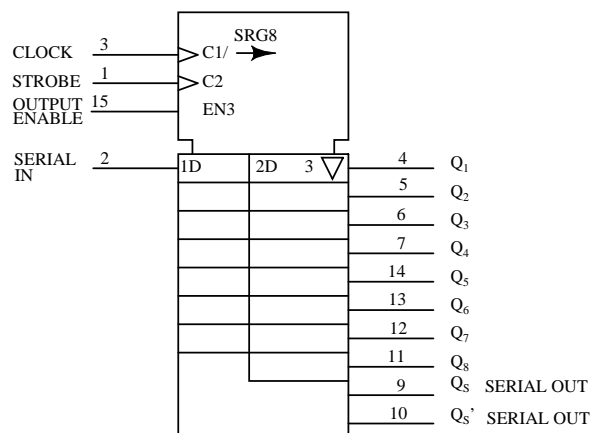 SRG8
3
CLOCK C1/
1
STROBE C2
OUTPUT 15
ENABLE EN3
SERIAL 2
IN 1D 2D 3 4 Q1
5 Q2
6 Q3
7 Q4
14 Q5
13 Q6
12 Q7
11 Q8
9 QS SERIAL OUT
10 QS' SERIAL OUT